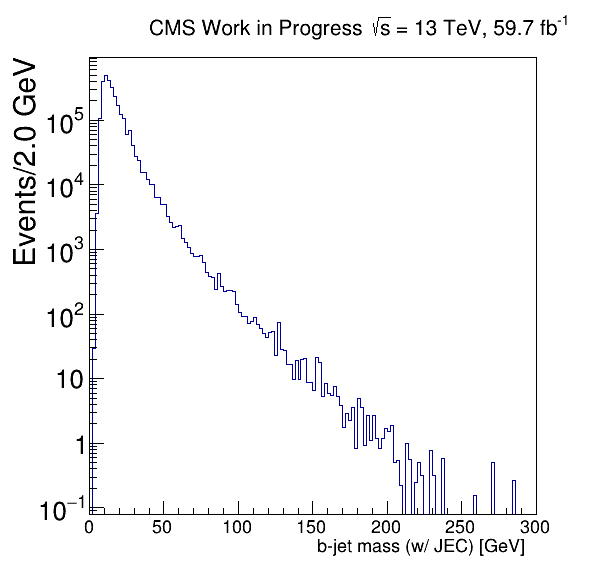 CMS Work in Progress √s = 13 TeV, 59.7 fb⁻¹
Events/2.0 GeV
10⁵
10⁴
10³
10²
10
1
10⁻¹
0 50 100 150 200 250 300
b-jet mass (w/ JEC) [GeV]